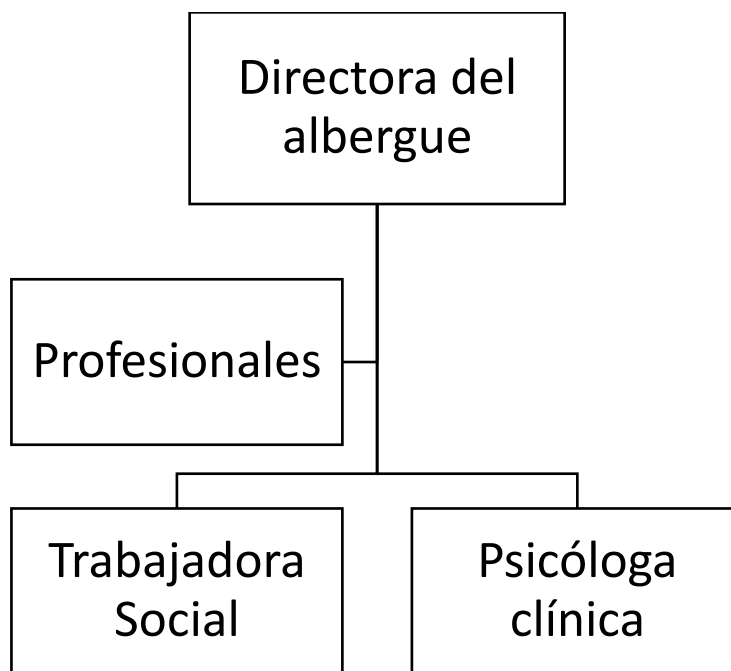 Directora del
albergue
Profesionales
Trabajadora
Social
Psicóloga
clínica